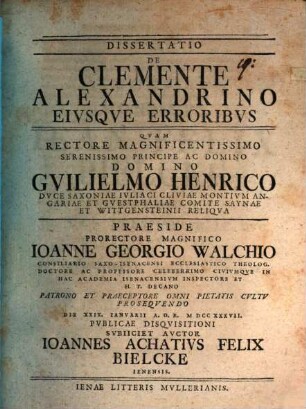 DISSERTATIO
DE
CLEMENTE
ALEXANDRINO
EIVSQVE ERRORIBVS
QVAM
RECTORE MAGNIFICENTISSIMO
SERENISSIMO PRINCIPE AC DOMINO
DOMINO
GVILIELMO HENRICO
DVCE SAXONIAE IVLIACI CLIVIAE MONTIVM AN-
GARIAE ET GVESTPHALIAE COMITE SAYNAE
ET WITTGENSTEINII RELIQVA
PRAESIDE
PRORECTORE MAGNIFICO
IOANNE GEORGIO WALCHIO
CONSILIARIO SAXO-ISENACENSI ECCLESIASTICO THEOLOG.
DOCTORE AC PROFESSORE CELEBERRIMO CIVIVMQVE IN
HAC ACADEMIA ISENACENSIVM INSPECTORE ET
H. T. DECANO
PATRONO ET PRAECEPTORE OMNI PIETATIS CVLTV
PROSEQVENDO
DIE XXIX. IANVARII A. O. R. M DCC XXXVII.
PVBLICAE DISQVISITIONI
SVBIICIET AVCTOR
IOANNES ACHATIVS FELIX
BIELCKE
IENENSIS.
IENAE LITTERIS MVLLERIANIS.